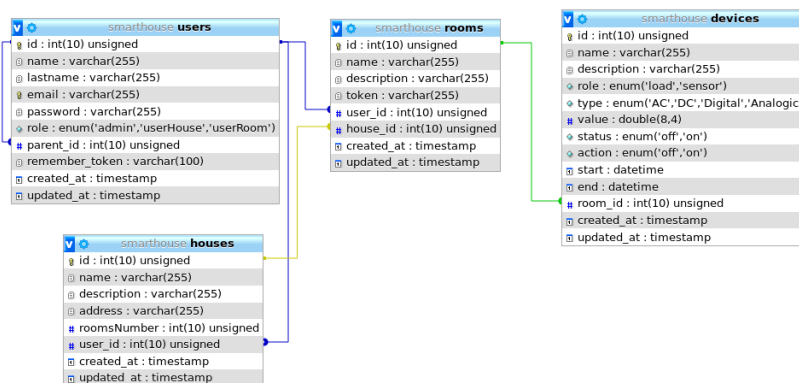 smarthouse users
id : int(10) unsigned
name : varchar(255)
lastname : varchar(255)
email : varchar(255)
password : varchar(255)
role : enum('admin','userHouse','userRoom')
parent_id : int(10) unsigned
remember_token : varchar(100)
created_at : timestamp
updated_at : timestamp
smarthouse rooms
id : int(10) unsigned
name : varchar(255)
description : varchar(255)
token : varchar(255)
user_id : int(10) unsigned
house_id : int(10) unsigned
created_at : timestamp
updated_at : timestamp
smarthouse devices
id : int(10) unsigned
name : varchar(255)
description : varchar(255)
role : enum('load','sensor')
type : enum('AC','DC','Digital','Analogic
value : double(8,4)
status : enum('off','on')
action : enum('off','on')
start : datetime
end : datetime
room_id : int(10) unsigned
created_at : timestamp
updated_at : timestamp
smarthouse houses
id : int(10) unsigned
name : varchar(255)
description : varchar(255)
address : varchar(255)
roomsNumber : int(10) unsigned
user_id : int(10) unsigned
created_at : timestamp
updated_at : timestamp